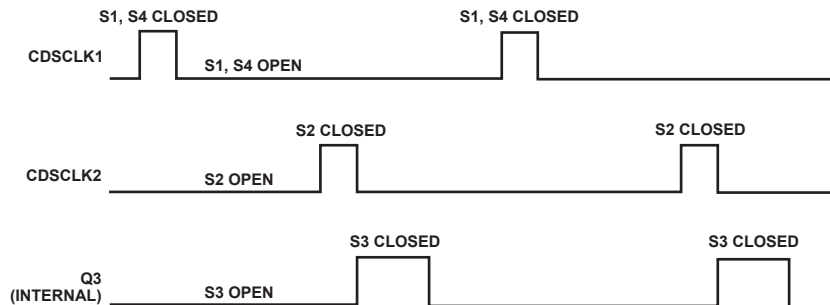 S1, S4 CLOSED
S1, S4 CLOSED
CDSCLK1
S1, S4 OPEN
S2 CLOSED
S2 CLOSED
CDSCLK2
S2 OPEN
S3 CLOSED
S3 CLOSED
Q3
(INTERNAL)
S3 OPEN